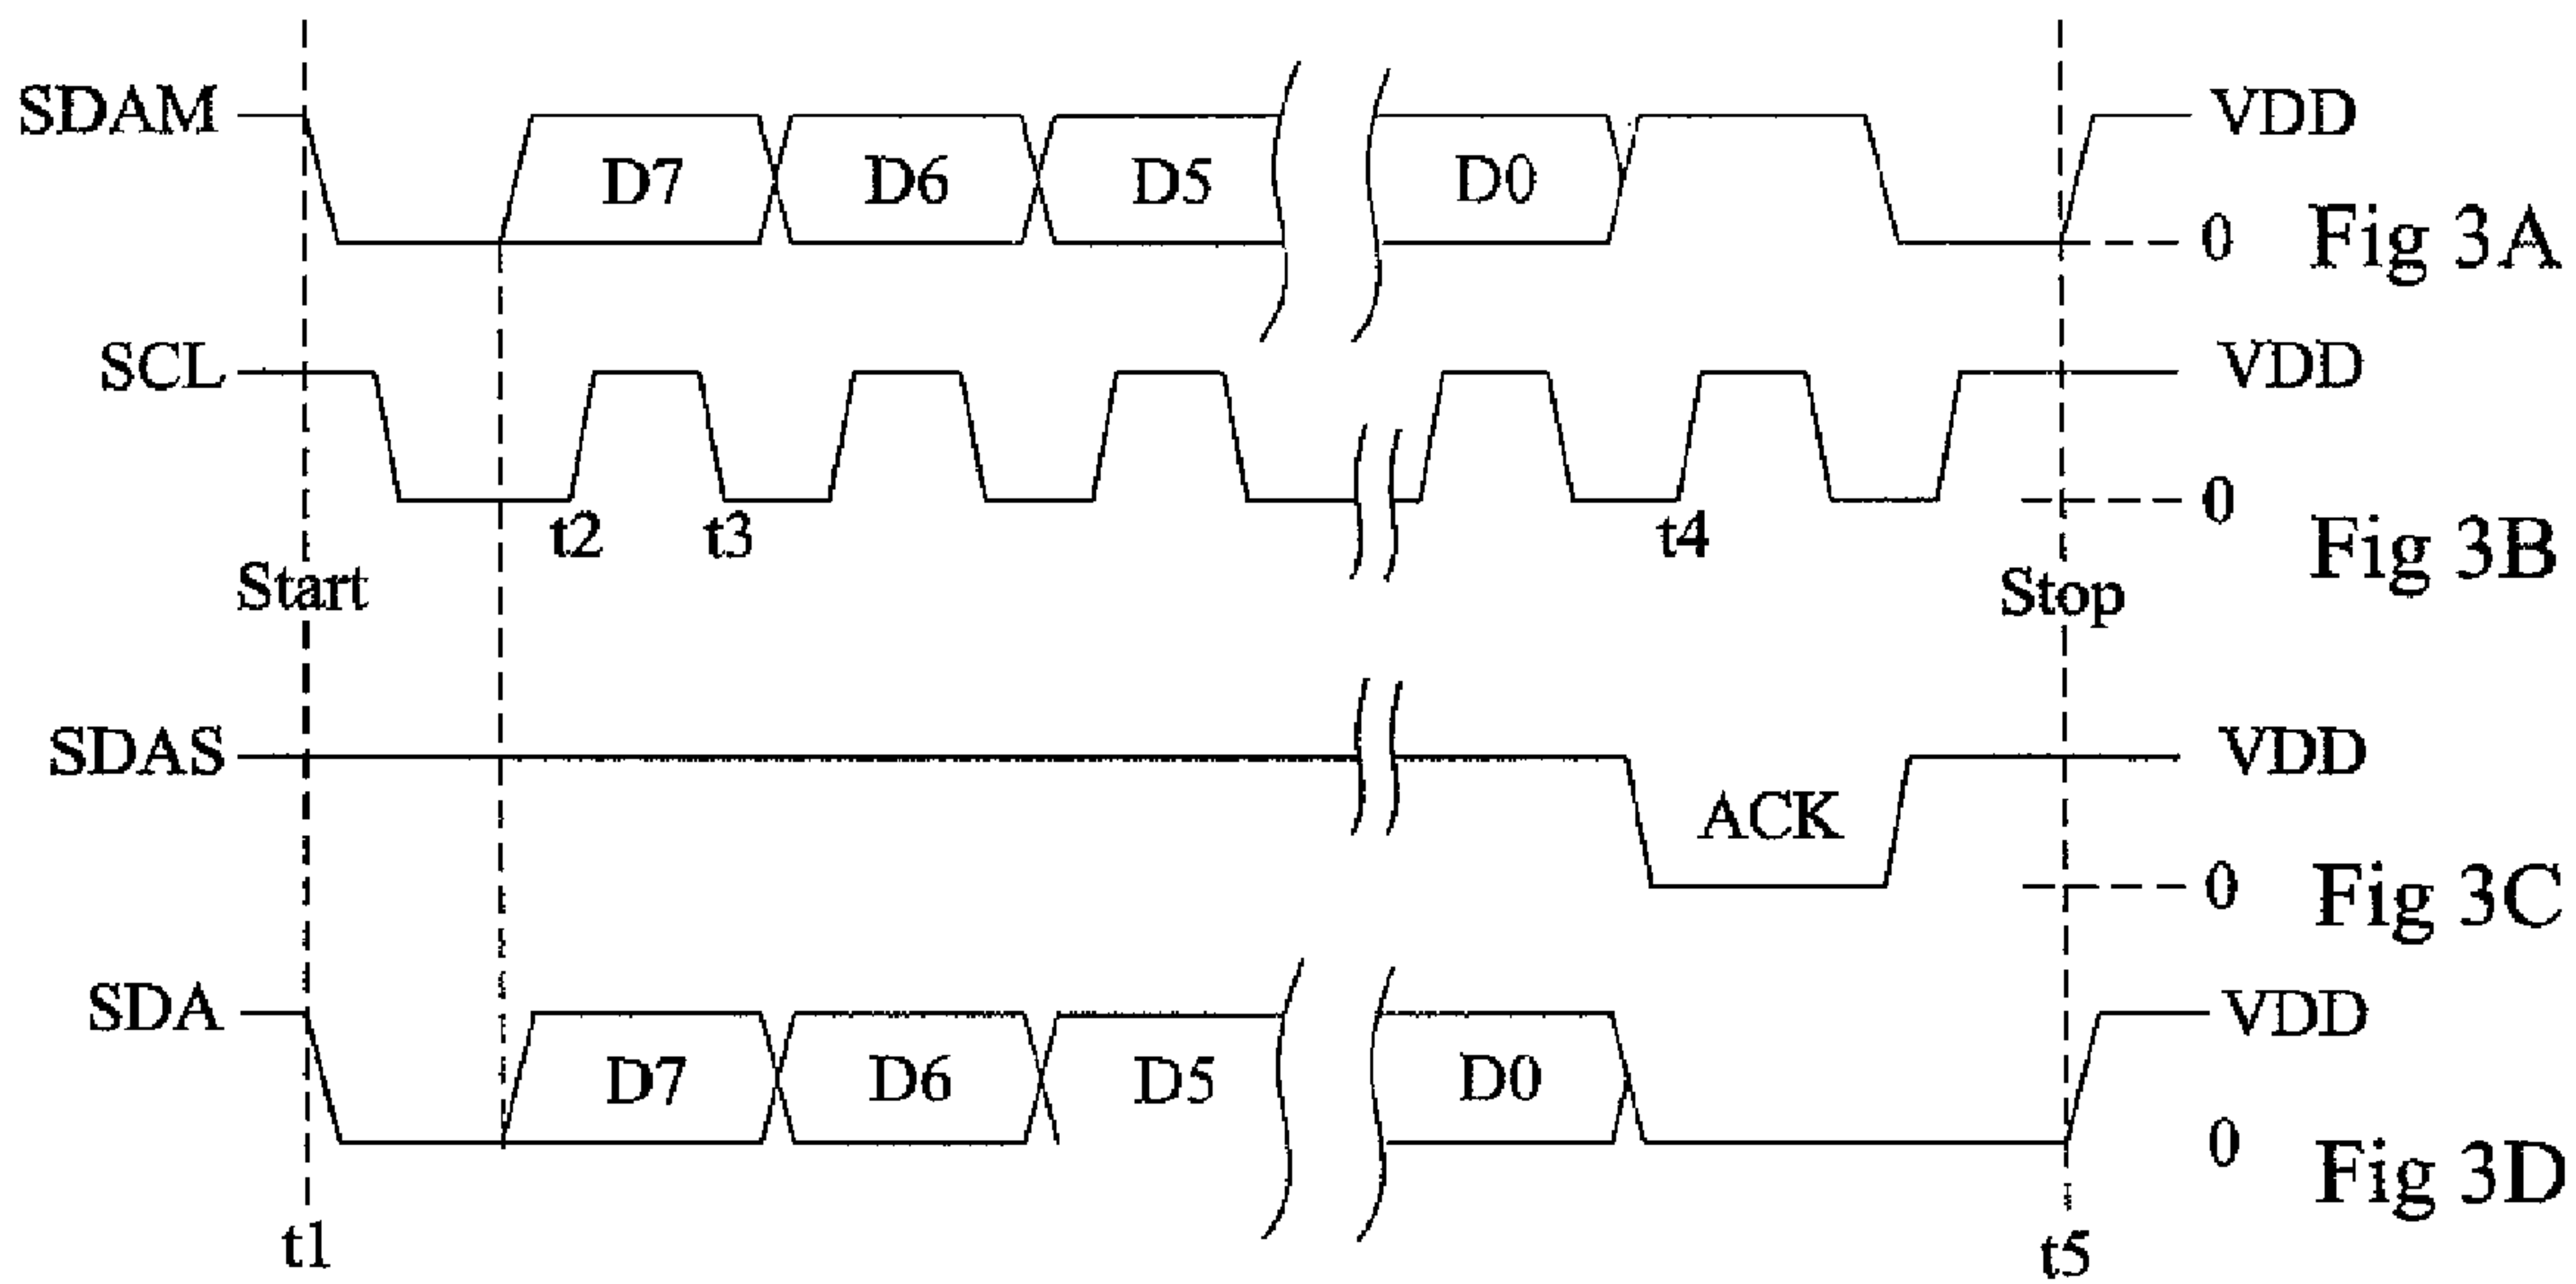 SDAM D7 D6 D5 D0 VDD
0 Fig 3A
SCL VDD
t2 t3 t4 0 Fig 3B
Start Stop
SDAS VDD
ACK
0 Fig 3C
SDA D7 D6 D5 D0 VDD
0 Fig 3D
t1 t5